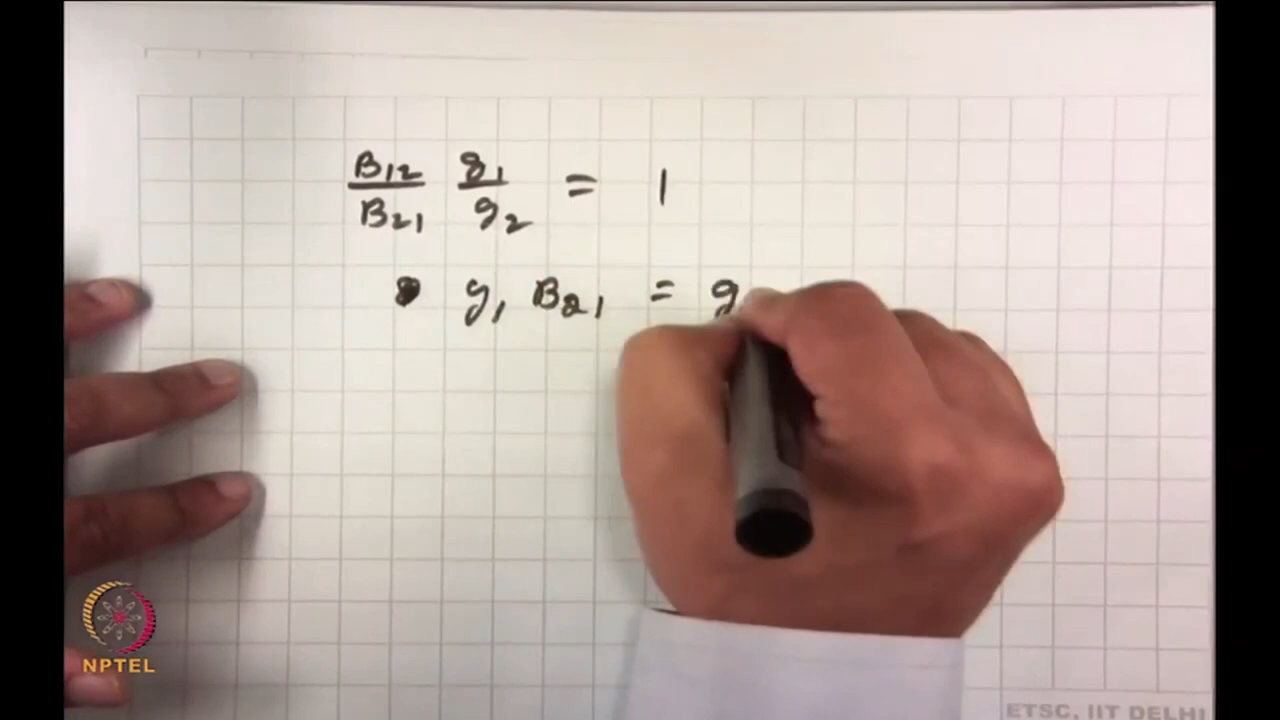 B₁₂/B₂₁ g₁/g₂ = 1
g₁ B₂₁ = g
NPTEL
ETSC, IIT DELHI